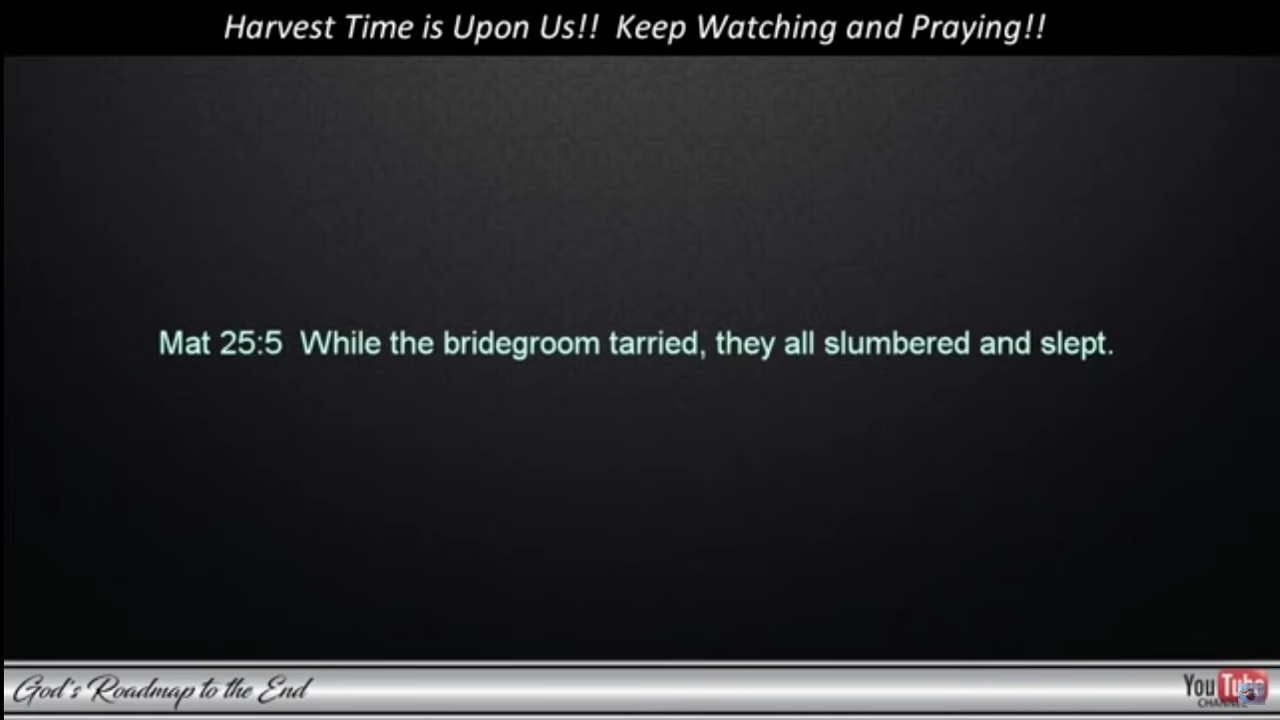 Harvest Time is Upon Us!!  Keep Watching and Praying!!
Mat 25:5  While the bridegroom tarried, they all slumbered and slept.
God's Roadmap to the End
YouTube
CHANNEL